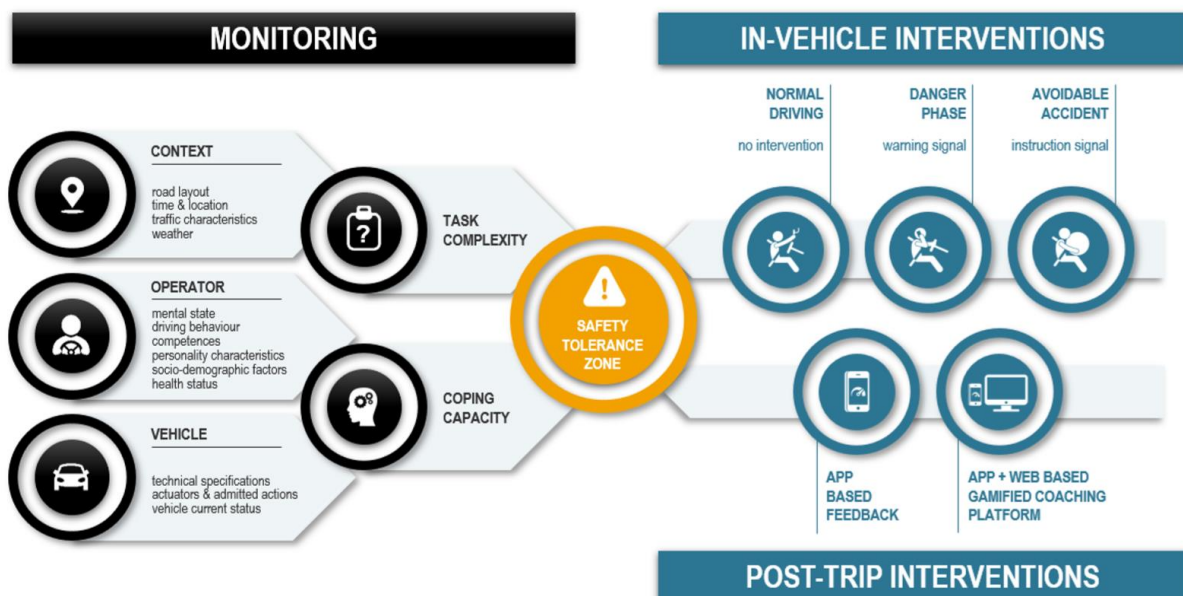 MONITORING
IN-VEHICLE INTERVENTIONS
CONTEXT
road layout
time & location
traffic characteristics
weather
OPERATOR
mental state
driving behaviour
competences
personality characteristics
socio-demographic factors
health status
VEHICLE
technical specifications
actuators & admitted actions
vehicle current status
?
TASK
COMPLEXITY
COPING
CAPACITY
!
SAFETY
TOLERANCE
ZONE
NORMAL
DRIVING
no intervention
DANGER
PHASE
warning signal
AVOIDABLE
ACCIDENT
instruction signal
APP
BASED
FEEDBACK
APP + WEB BASED
GAMIFIED COACHING
PLATFORM
POST-TRIP INTERVENTIONS